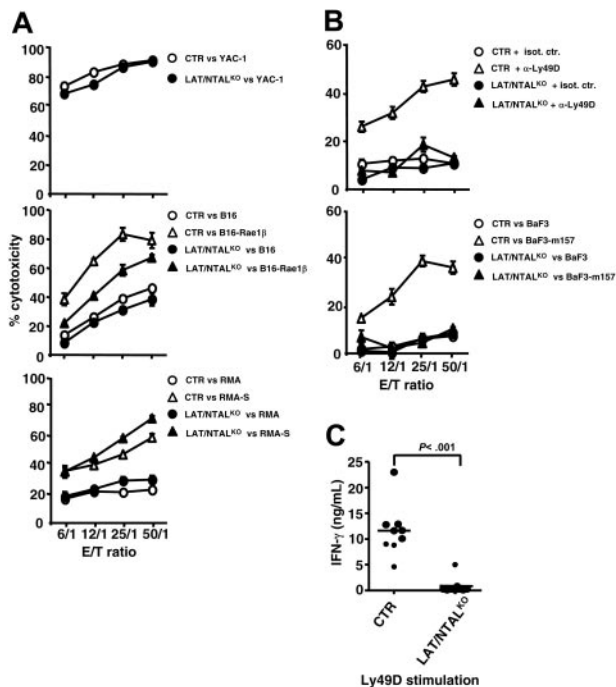 A
100
80
60
40
20
0
CTR vs YAC-1
LAT/NTALKO vs YAC-1
% cytotoxicity
100
80
60
40
20
0
CTR vs B16
CTR vs B16-Rae1β
LAT/NTALKO vs B16
LAT/NTALKO vs B16-Rae1β
100
80
60
40
20
0
CTR vs RMA
CTR vs RMA-S
LAT/NTALKO vs RMA
LAT/NTALKO vs RMA-S
6/1 12/1 25/1 50/1
E/T ratio
B
60
40
20
0
CTR + isot. ctr.
CTR + α-Ly49D
LAT/NTALKO + isot. ctr.
LAT/NTALKO + α-Ly49D
60
40
20
0
CTR vs BaF3
CTR vs BaF3-m157
LAT/NTALKO vs BaF3
LAT/NTALKO vs BaF3-m157
6/1 12/1 25/1 50/1
E/T ratio
C
P< .001
IFN-γ (ng/mL)
25
20
15
10
5
0
CTR
LAT/NTALKO
Ly49D stimulation